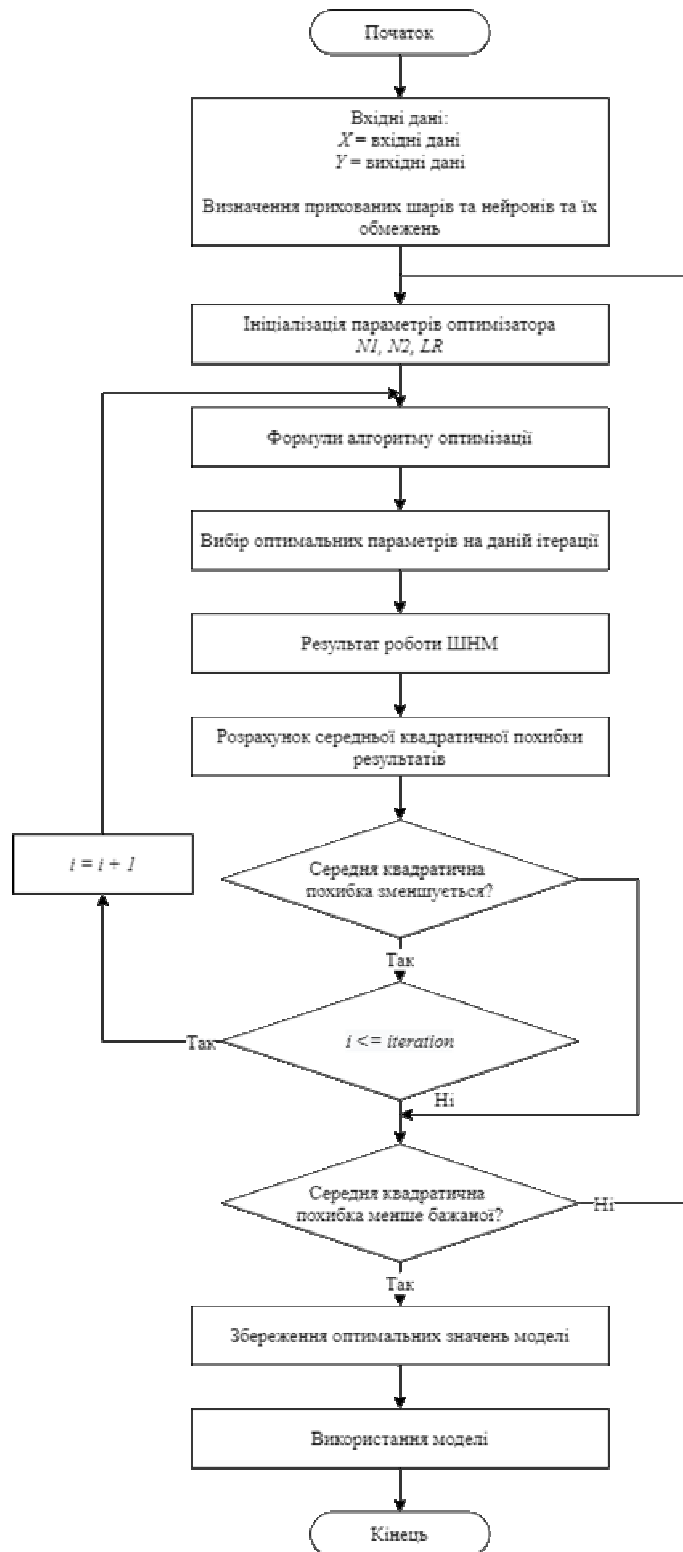 Початок
Вхідні дані:
X = вхідні дані
Y = вихідні дані
Визначення прихованих шарів та нейронів та їх
обмежень
Ініціалізація параметрів оптимізатора
N1, N2, LR
Формули алгоритму оптимізації
Вибір оптимальних параметрів на даній ітерації
Результат роботи ШНМ
Розрахунок середньої квадратичної похибки
результатів
i = i + 1
Середня квадратична
похибка зменшується?
Так
Так
i <= iteration
Ні
Середня квадратична
похибка менше бажаної?
Ні
Так
Збереження оптимальних значень моделі
Використання моделі
Кінець